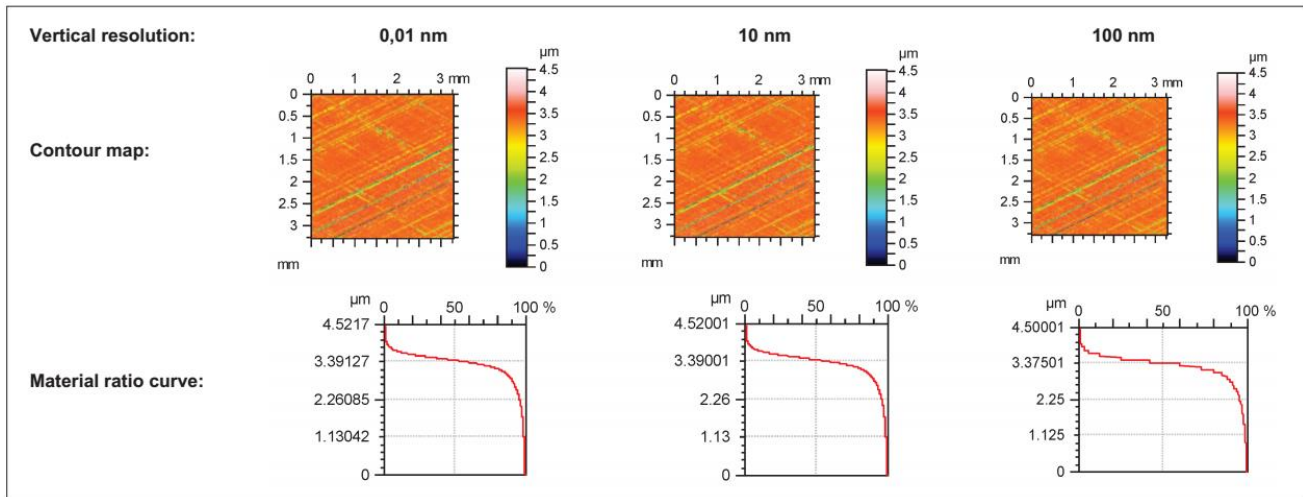 Vertical resolution: 0,01 nm 10 nm 100 nm
µm µm µm
0 1 2 3 mm 0 1 2 3 mm 0 1 2 3 mm
Contour map:
0 0.5 1 1.5 2 2.5 3 mm
4.5 4 3.5 3 2.5 2 1.5 1 0.5 0
0 0.5 1 1.5 2 2.5 3 mm
4.5 4 3.5 3 2.5 2 1.5 1 0.5 0
0 0.5 1 1.5 2 2.5 3 mm
4.5 4 3.5 3 2.5 2 1.5 1 0.5 0
Material ratio curve:
µm 0 50 100 %
4.5217
3.39127
2.26085
1.13042
0
µm 0 50 100 %
4.52001
3.39001
2.26
1.13
0
µm 0 50 100 %
4.50001
3.37501
2.25
1.125
0